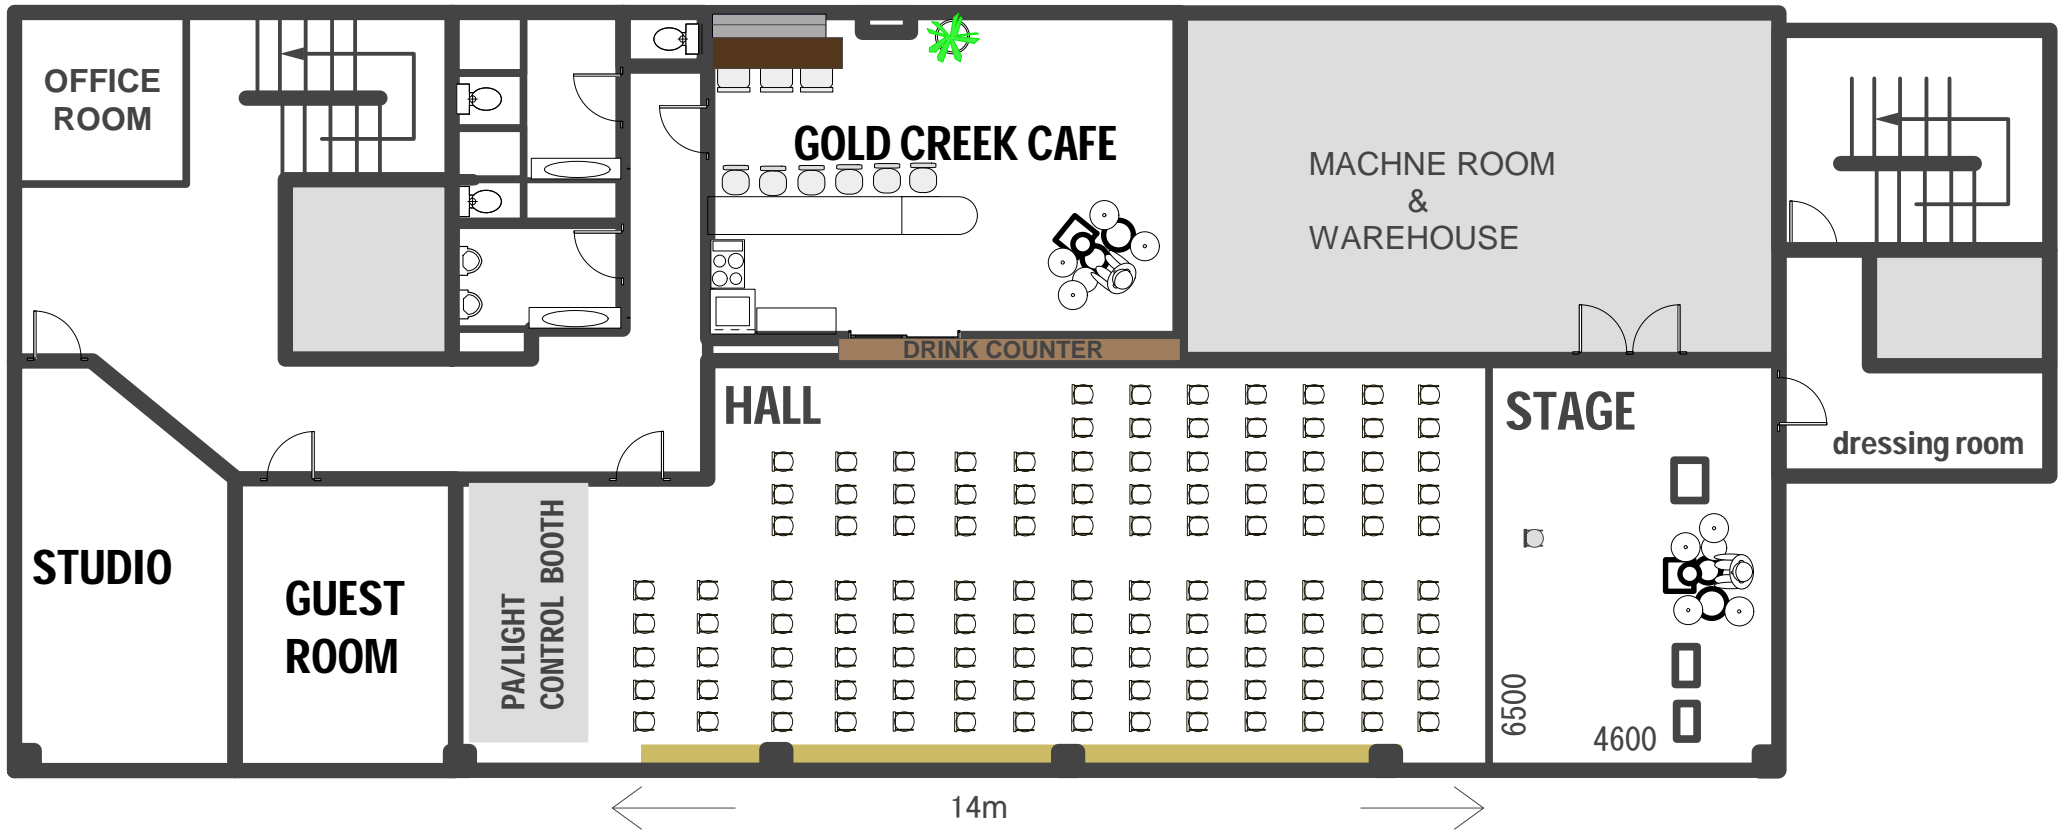 OFFICE
ROOM
GOLD CREEK CAFE
MACHNE ROOM
&
WAREHOUSE
DRINK COUNTER
HALL
STAGE
dressing room
STUDIO
GUEST
ROOM
PA/LIGHT
CONTROL BOOTH
6500
4600
14m